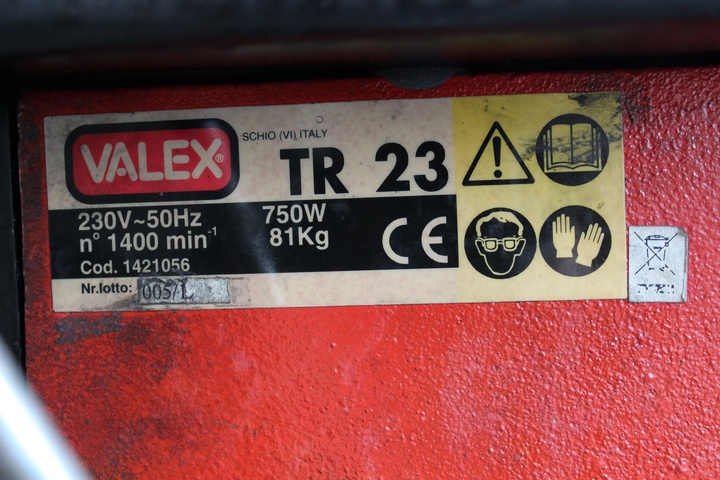 VALEX®
SCHIO (VI) ITALY
TR 23
230V~50Hz 750W
n° 1400 min⁻¹ 81Kg
CE
Cod. 1421056
Nr.lotto: 005/L